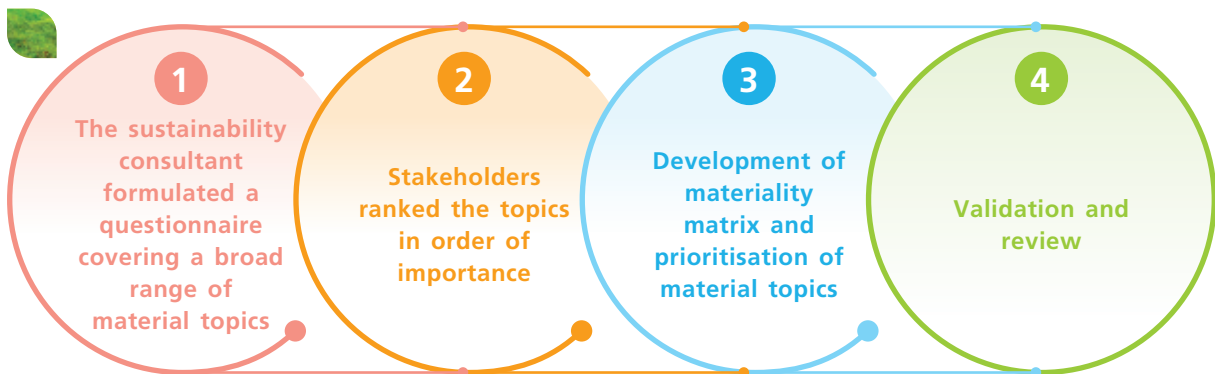 1
The sustainability
consultant
formulated a
questionnaire
covering a broad
range of
material topics
2
Stakeholders
ranked the topics
in order of
importance
3
Development of
materiality
matrix and
prioritisation of
material topics
4
Validation and
review